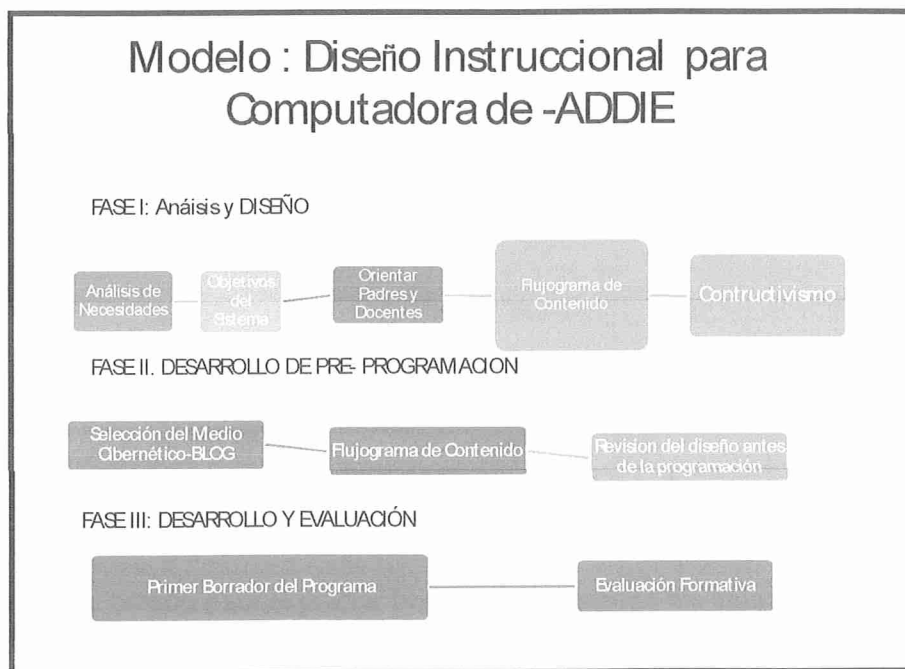 Modelo : Diseño Instruccional para
Computadora de -ADDIE
FASE I: Anáisis y DISEÑO
Análisis de
Necesidades
Objetivos
del
Sistema
Orientar
Padres y
Docentes
Flujograma de
Contenido
Contructivismo
FASE II. DESARROLLO DE PRE- PROGRAMACION
Selección del Medio
Cibernético-BLOG
Flujograma de Contenido
Revision del diseño antes
de la programación
FASE III: DESARROLLO Y EVALUACIÓN
Primer Borrador del Programa
Evaluación Formativa